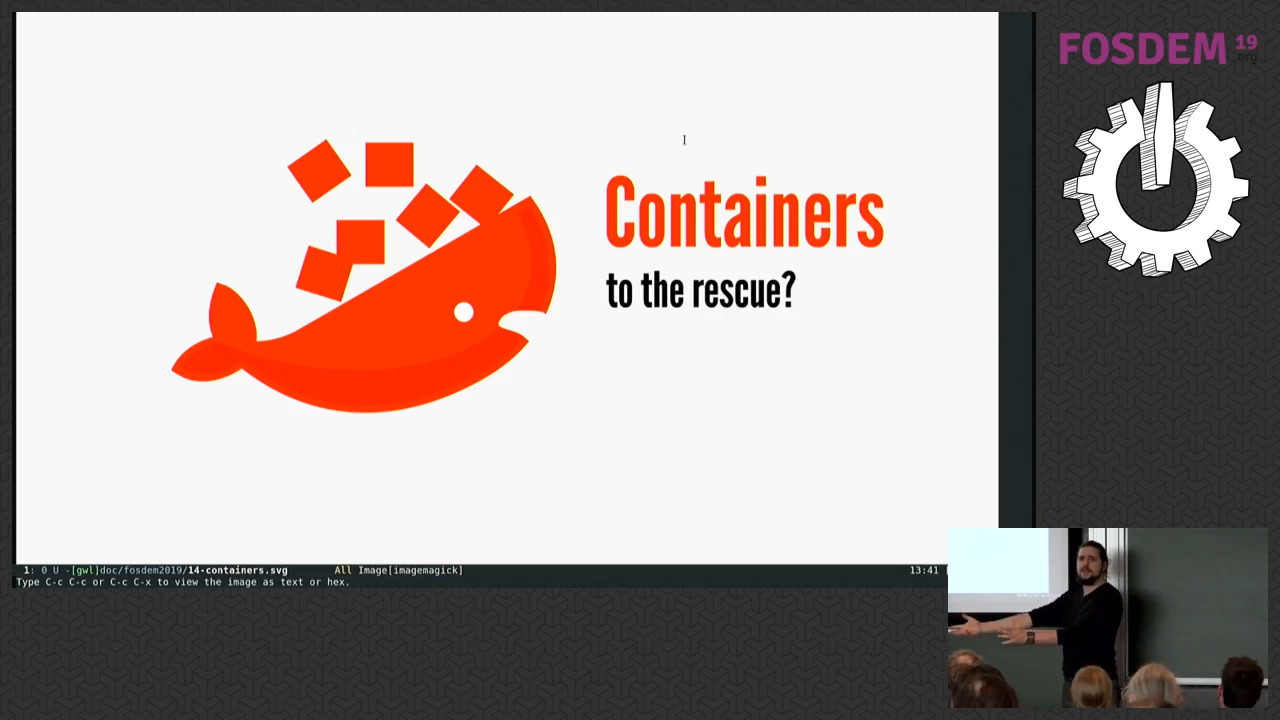 FOSDEM 19
.org
Containers
to the rescue?
1: 0 U -[gwl]doc/fosdem2019/14-containers.svg All Image[imagemagick] 13:41
Type C-c C-c or C-c C-x to view the image as text or hex.